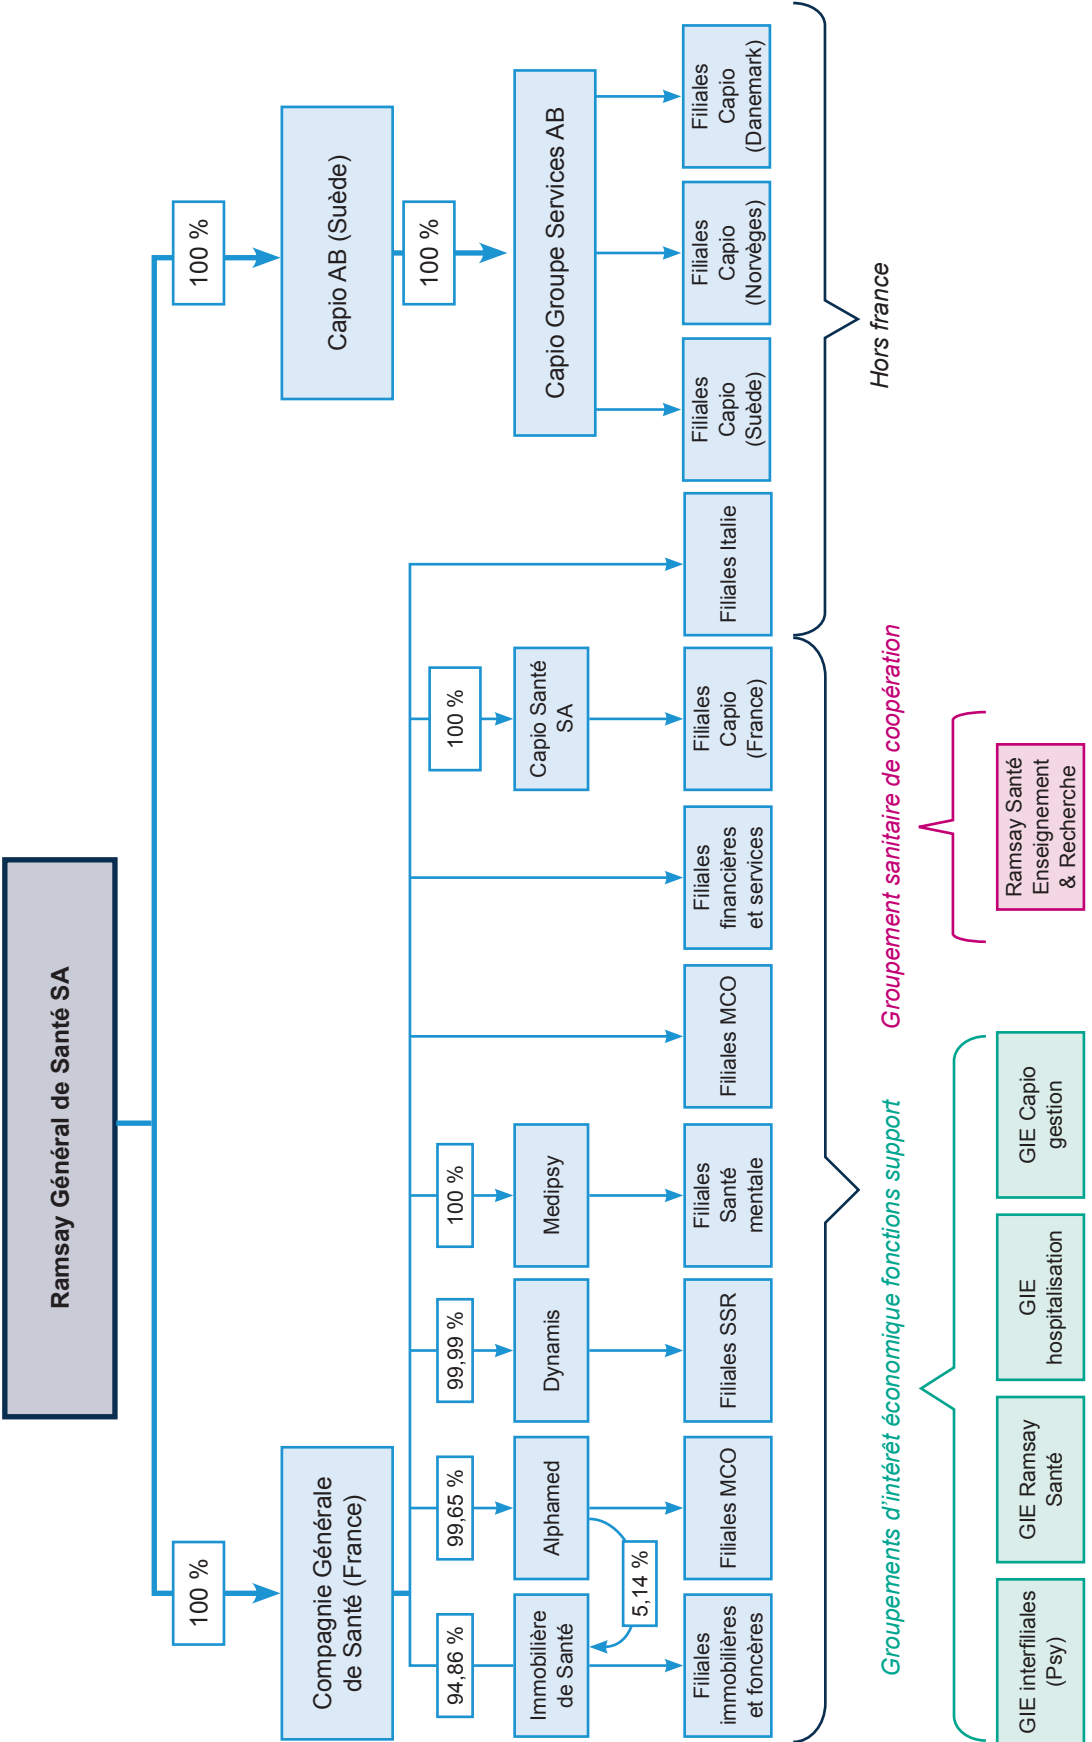 Ramsay Général de Santé SA
100 %
100 %
Compagnie Générale
de Santé (France)
Capio AB (Suède)
100 %
94,86 %
99,65 %
99,99 %
100 %
100 %
Immobilière
de Santé
Alphamed
Dynamis
Medipsy
Capio Santé
SA
Capio Groupe Services AB
5,14 %
Filiales
immobilières
et foncères
Filiales MCO
Filiales SSR
Filiales
Santé
mentale
Filiales MCO
Filiales
financières
et services
Filiales
Capio
(France)
Filiales Italie
Filiales
Capio
(Suède)
Filiales
Capio
(Norvèges)
Filiales
Capio
(Danemark)
Hors france
Groupements d'intérêt économique fonctions support
Groupement sanitaire de coopération
GIE interfiliales
(Psy)
GIE Ramsay
Santé
GIE
hospitalisation
GIE Capio
gestion
Ramsay Santé
Enseignement
& Recherche